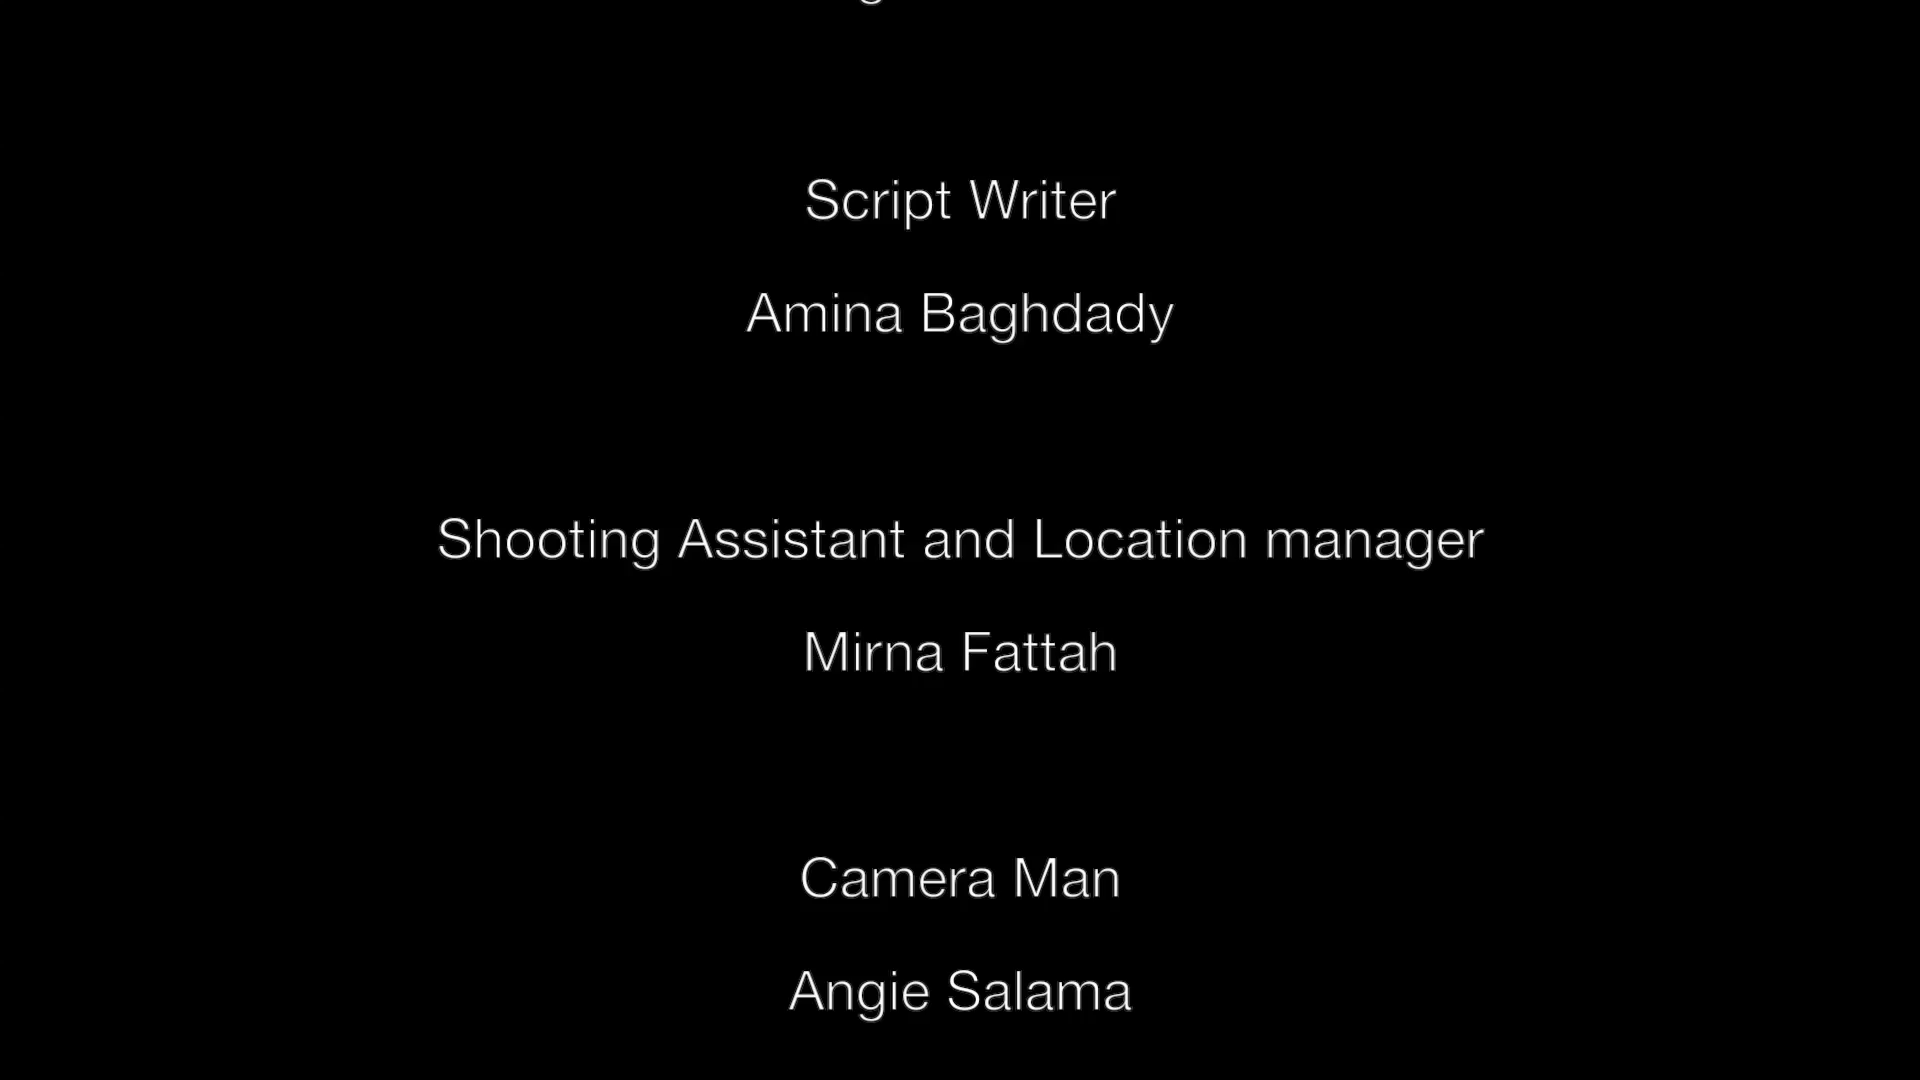 Script Writer
Amina Baghdady
Shooting Assistant and Location manager
Mirna Fattah
Camera Man
Angie Salama